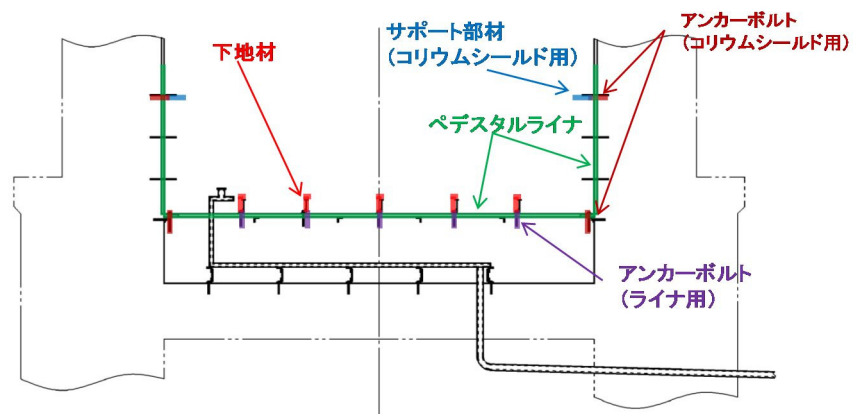 下地材
サポート部材
（コリウムシールド用）
アンカーボルト
（コリウムシールド用）
ペデスタルライナ
アンカーボルト
（ライナ用）